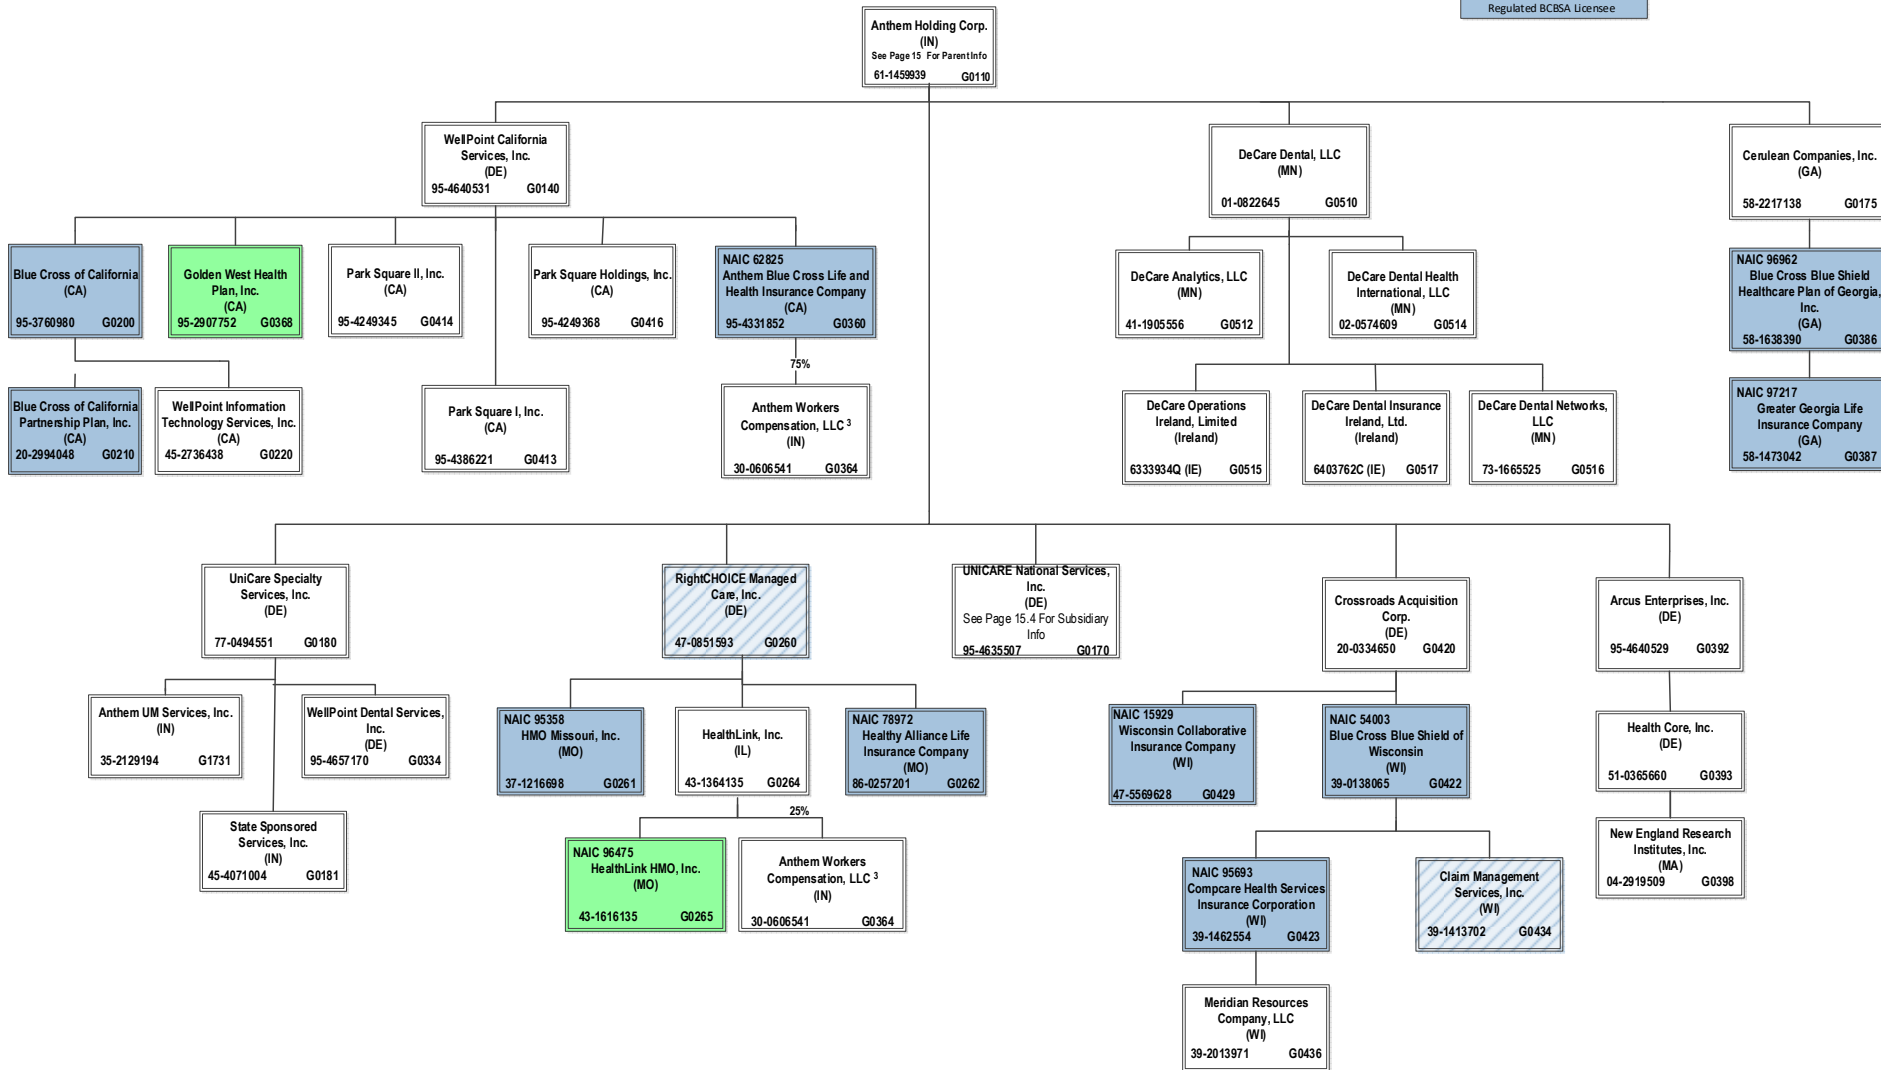 Regulated BCBSA Licensee
Anthem Holding Corp.
(IN)
See Page 15 For Parent Info
61-1459939 G0110
WellPoint California
Services, Inc.
(DE)
95-4640531 G0140
DeCare Dental, LLC
(MN)
01-0822645 G0510
Cerulean Companies, Inc.
(GA)
58-2217138 G0175
Blue Cross of California
(CA)
95-3760980 G0200
Golden West Health
Plan, Inc.
(CA)
95-2907752 G0368
Park Square II, Inc.
(CA)
95-4249345 G0414
Park Square Holdings, Inc.
(CA)
95-4249368 G0416
NAIC 62825
Anthem Blue Cross Life and
Health Insurance Company
(CA)
95-4331852 G0360
DeCare Analytics, LLC
(MN)
41-1905556 G0512
DeCare Dental Health
International, LLC
(MN)
02-0574609 G0514
NAIC 96962
Blue Cross Blue Shield
Healthcare Plan of Georgia,
Inc.
(GA)
58-1638390 G0386
75%
Blue Cross of California
Partnership Plan, Inc.
(CA)
20-2994048 G0210
WellPoint Information
Technology Services, Inc.
(CA)
45-2736438 G0220
Park Square I, Inc.
(CA)
95-4386221 G0413
Anthem Workers
Compensation, LLC 3
(IN)
30-0606541 G0364
DeCare Operations
Ireland, Limited
(Ireland)
6333934Q (IE) G0515
DeCare Dental Insurance
Ireland, Ltd.
(Ireland)
6403762C (IE) G0517
DeCare Dental Networks,
LLC
(MN)
73-1665525 G0516
NAIC 97217
Greater Georgia Life
Insurance Company
(GA)
58-1473042 G0387
UniCare Specialty
Services, Inc.
(DE)
77-0494551 G0180
RightCHOICE Managed
Care, Inc.
(DE)
47-0851593 G0260
UNICARE National Services,
Inc.
(DE)
See Page 15.4 For Subsidiary
Info
95-4635507 G0170
Crossroads Acquisition
Corp.
(DE)
20-0334650 G0420
Arcus Enterprises, Inc.
(DE)
95-4640529 G0392
Anthem UM Services, Inc.
(IN)
35-2129194 G1731
WellPoint Dental Services,
Inc.
(DE)
95-4657170 G0334
NAIC 95358
HMO Missouri, Inc.
(MO)
37-1216698 G0261
HealthLink, Inc.
(IL)
43-1364135 G0264
NAIC 78972
Healthy Alliance Life
Insurance Company
(MO)
86-0257201 G0262
NAIC 15929
Wisconsin Collaborative
Insurance Company
(WI)
47-5569628 G0429
NAIC 54003
Blue Cross Blue Shield of
Wisconsin
(WI)
39-0138065 G0422
Health Core, Inc.
(DE)
51-0365660 G0393
25%
State Sponsored
Services, Inc.
(IN)
45-4071004 G0181
NAIC 96475
HealthLink HMO, Inc.
(MO)
43-1616135 G0265
Anthem Workers
Compensation, LLC 3
(IN)
30-0606541 G0364
NAIC 95693
Compcare Health Services
Insurance Corporation
(WI)
39-1462554 G0423
Claim Management
Services, Inc.
(WI)
39-1413702 G0434
New England Research
Institutes, Inc.
(MA)
04-2919509 G0398
Meridian Resources
Company, LLC
(WI)
39-2013971 G0436